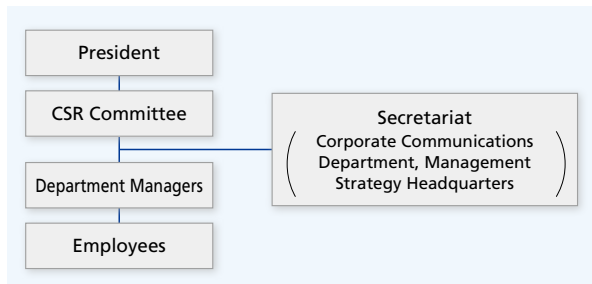 President
CSR Committee
Secretariat
Corporate Communications
Department, Management
Strategy Headquarters
Department Managers
Employees